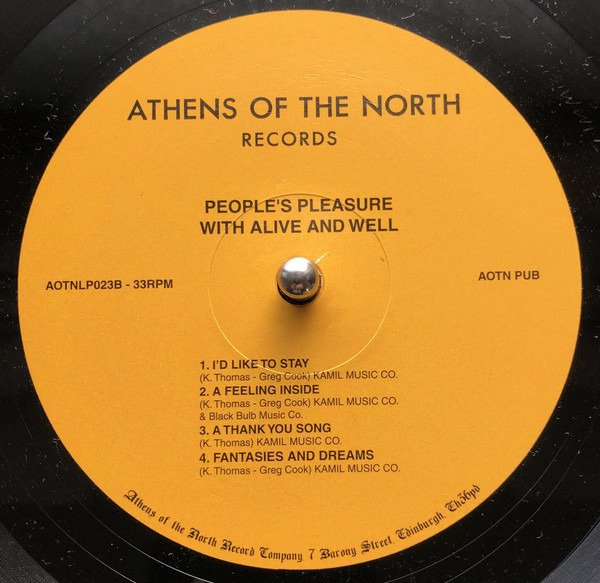 ATHENS OF THE NORTH
RECORDS
PEOPLE'S PLEASURE
WITH ALIVE AND WELL
AOTNLP023B - 33RPM
AOTN PUB
1. I'D LIKE TO STAY
(K. Thomas - Greg Cook) KAMIL MUSIC CO.
2. A FEELING INSIDE
(K. Thomas - Greg Cook) KAMIL MUSIC CO.
& Black Bulb Music Co.
3. A THANK YOU SONG
(K. Thomas) KAMIL MUSIC CO.
4. FANTASIES AND DREAMS
(K. Thomas - Greg Cook) KAMIL MUSIC CO.
Athens of the North Record Company, 7 Barony Street, Edinburgh, Eh36pd